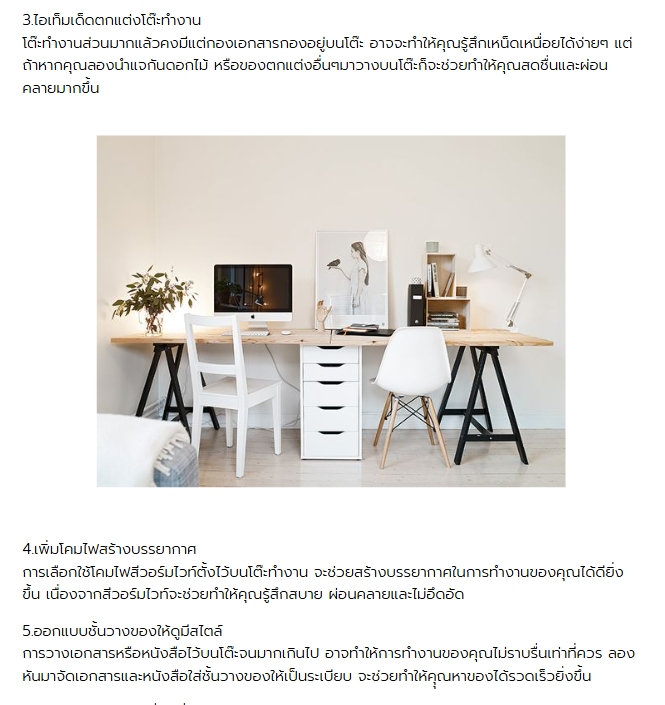 3.ไอเท็มเด็ดตกแต่งโต๊ะทำงาน
โต๊ะทำงานส่วนมากแล้วคงมีแต่กองเอกสารกองอยู่บนโต๊ะ อาจจะทำให้คุณรู้สึกเหน็ดเหนื่อยได้ง่ายๆ แต่
ถ้าหากคุณลองนำแจกันดอกไม้ หรือของตกแต่งอื่นๆมาวางบนโต๊ะก็จะช่วยทำให้คุณสดชื่นและผ่อน
คลายมากขึ้น
4.เพิ่มโคมไฟสร้างบรรยากาศ
การเลือกใช้โคมไฟสีวอร์มไวท์ตั้งไว้บนโต๊ะทำงาน จะช่วยสร้างบรรยากาศในการทำงานของคุณได้ดียิ่ง
ขึ้น เนื่องจากสีวอร์มไวท์จะช่วยทำให้คุณรู้สึกสบาย ผ่อนคลายและไม่อึดอัด
5.ออกแบบชั้นวางของให้ดูมีสไตล์
การวางเอกสารหรือหนังสือไว้บนโต๊ะจนมากเกินไป อาจทำให้การทำงานของคุณไม่ราบรื่นเท่าที่ควร ลอง
หันมาจัดเอกสารและหนังสือใส่ชั้นวางของให้เป็นระเบียบ จะช่วยทำให้คุณหาของได้รวดเร็วยิ่งขึ้น